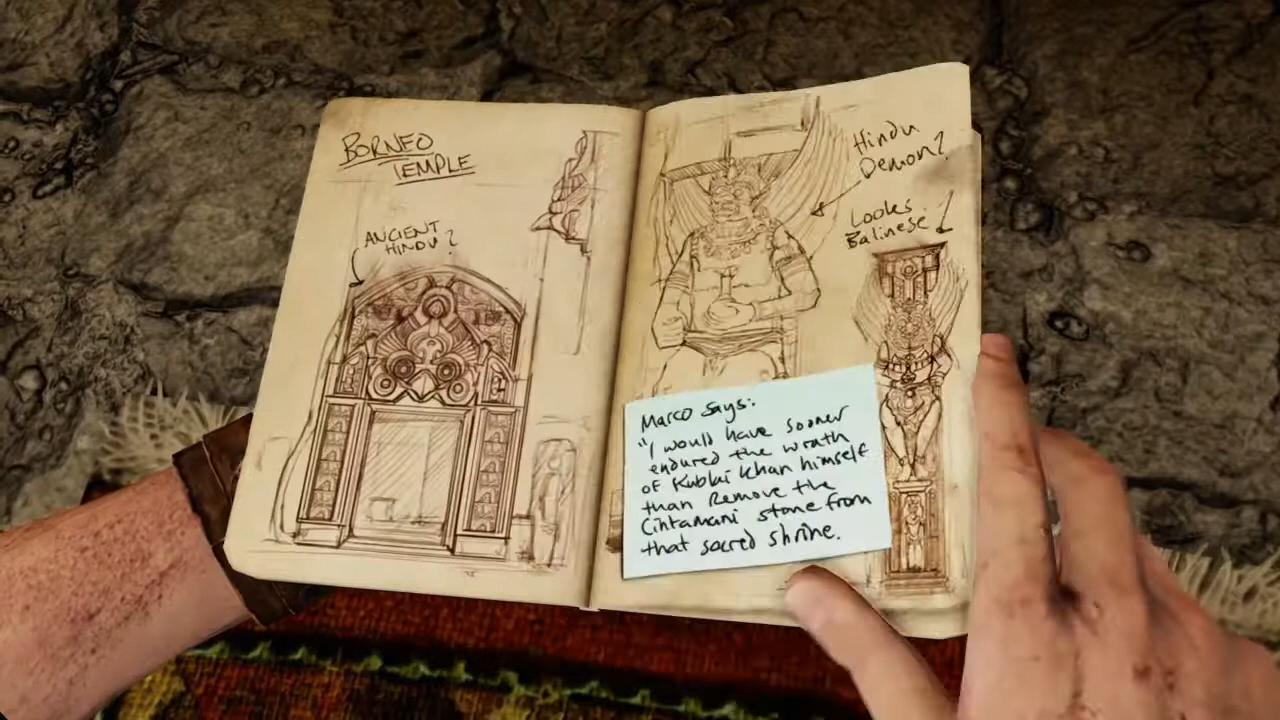 BORNEO
TEMPLE
ANCIENT
HINDU?
Hindu
Demon?
Looks
Balinese!
Marco says:
"I would have sooner
endured the wrath
of Kublai Khan himself
than remove the
Cintamani stone from
that sacred shrine.